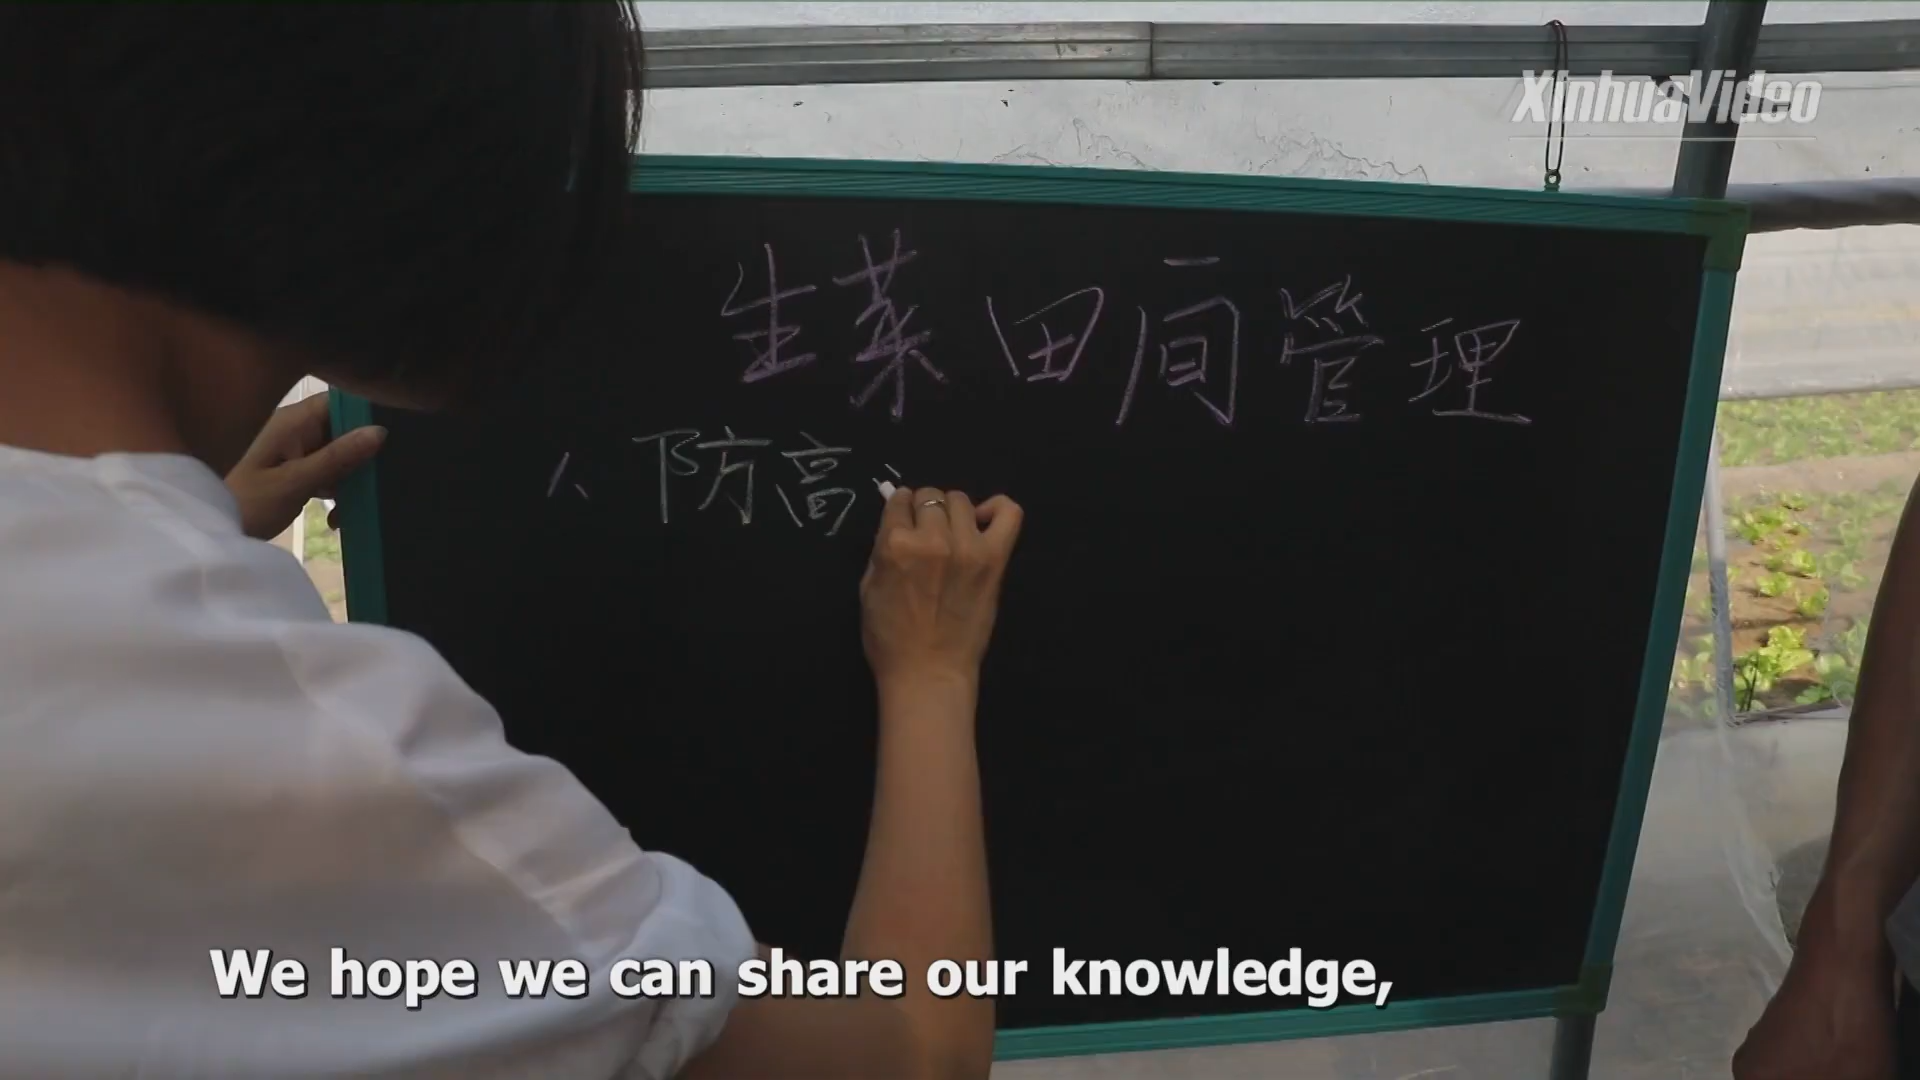 XinhuaVideo
生菜田间管理
1、防高
We hope we can share our knowledge,